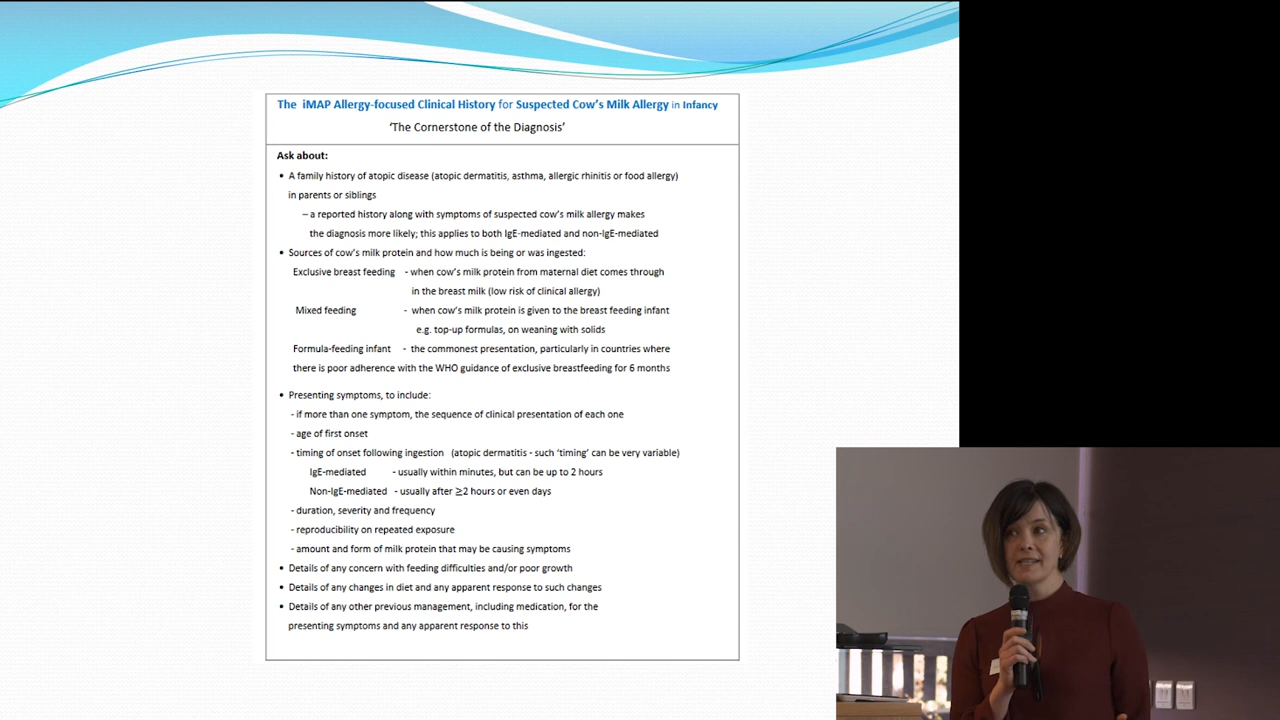 The iMAP Allergy-focused Clinical History for Suspected Cow's Milk Allergy in Infancy
'The Cornerstone of the Diagnosis'
Ask about:
• A family history of atopic disease (atopic dermatitis, asthma, allergic rhinitis or food allergy)
in parents or siblings
– a reported history along with symptoms of suspected cow's milk allergy makes
the diagnosis more likely; this applies to both IgE-mediated and non-IgE-mediated
• Sources of cow's milk protein and how much is being or was ingested:
Exclusive breast feeding - when cow's milk protein from maternal diet comes through
in the breast milk (low risk of clinical allergy)
Mixed feeding - when cow's milk protein is given to the breast feeding infant
e.g. top-up formulas, on weaning with solids
Formula-feeding infant - the commonest presentation, particularly in countries where
there is poor adherence with the WHO guidance of exclusive breastfeeding for 6 months
• Presenting symptoms, to include:
- if more than one symptom, the sequence of clinical presentation of each one
- age of first onset
- timing of onset following ingestion (atopic dermatitis - such 'timing' can be very variable)
IgE-mediated - usually within minutes, but can be up to 2 hours
Non-IgE-mediated - usually after ≥2 hours or even days
- duration, severity and frequency
- reproducibility on repeated exposure
- amount and form of milk protein that may be causing symptoms
• Details of any concern with feeding difficulties and/or poor growth
• Details of any changes in diet and any apparent response to such changes
• Details of any other previous management, including medication, for the
presenting symptoms and any apparent response to this